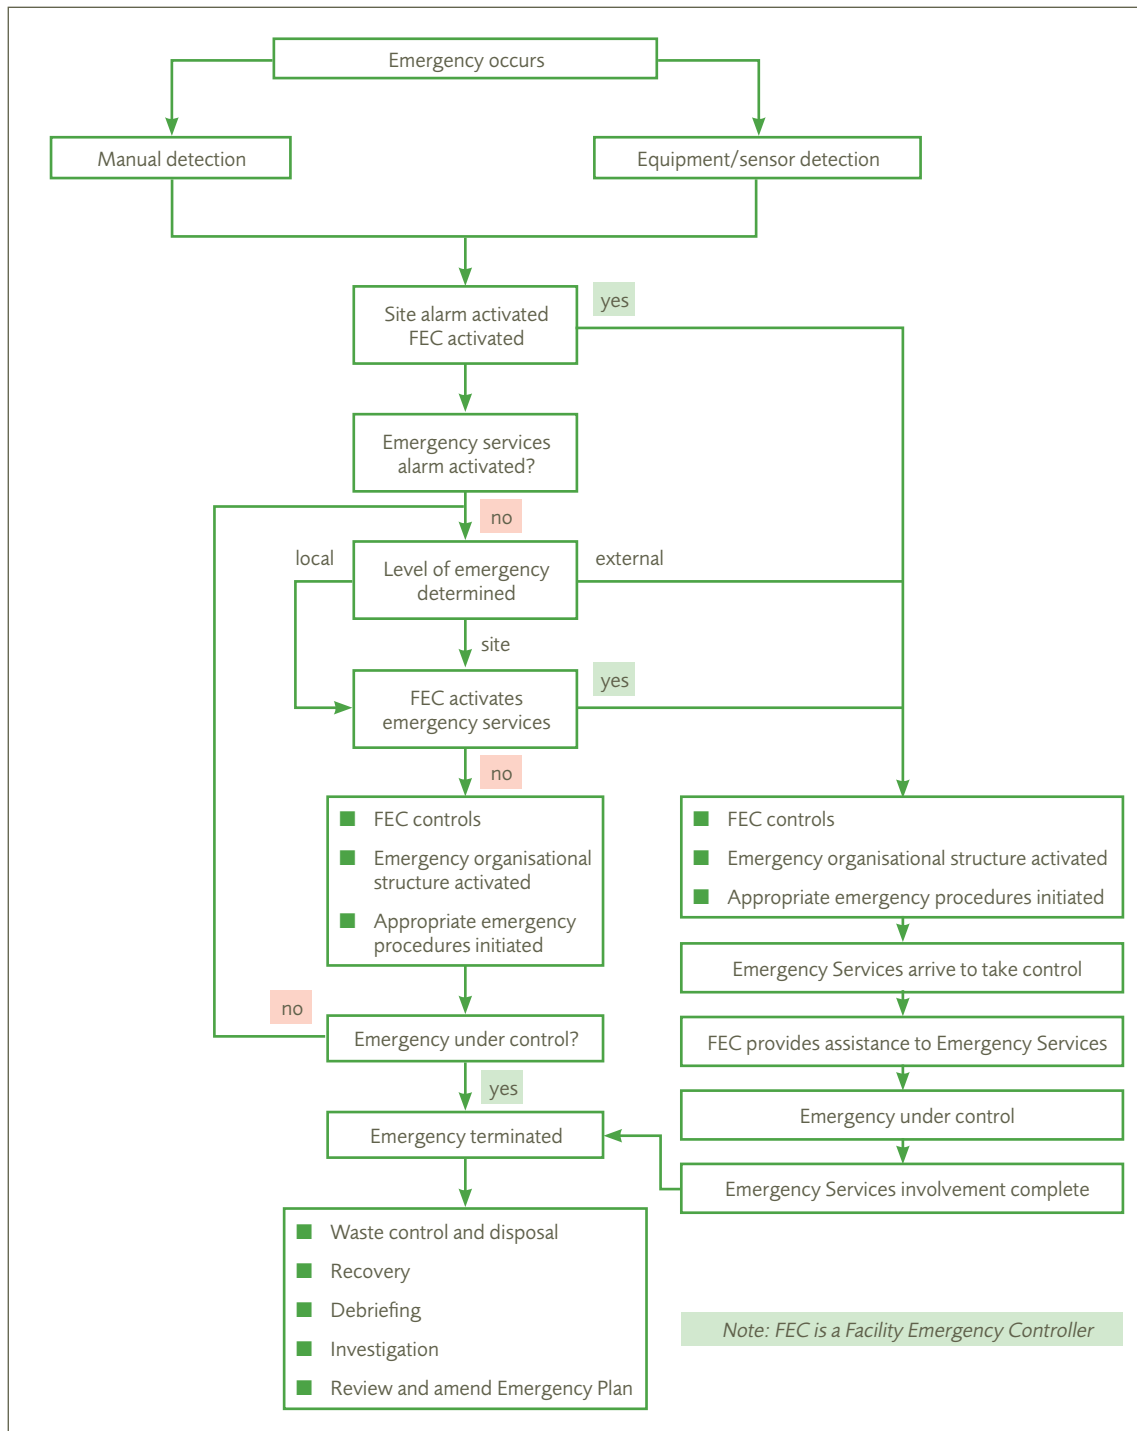 Emergency occurs
Manual detection
Equipment/sensor detection
Site alarm activated
FEC activated
yes
Emergency services
alarm activated?
no
local
Level of emergency
determined
external
site
FEC activates
emergency services
yes
no
FEC controls
Emergency organisational
structure activated
Appropriate emergency
procedures initiated
FEC controls
Emergency organisational structure activated
Appropriate emergency procedures initiated
Emergency Services arrive to take control
no
Emergency under control?
FEC provides assistance to Emergency Services
yes
Emergency under control
Emergency terminated
Emergency Services involvement complete
Waste control and disposal
Recovery
Debriefing
Investigation
Review and amend Emergency Plan
Note: FEC is a Facility Emergency Controller